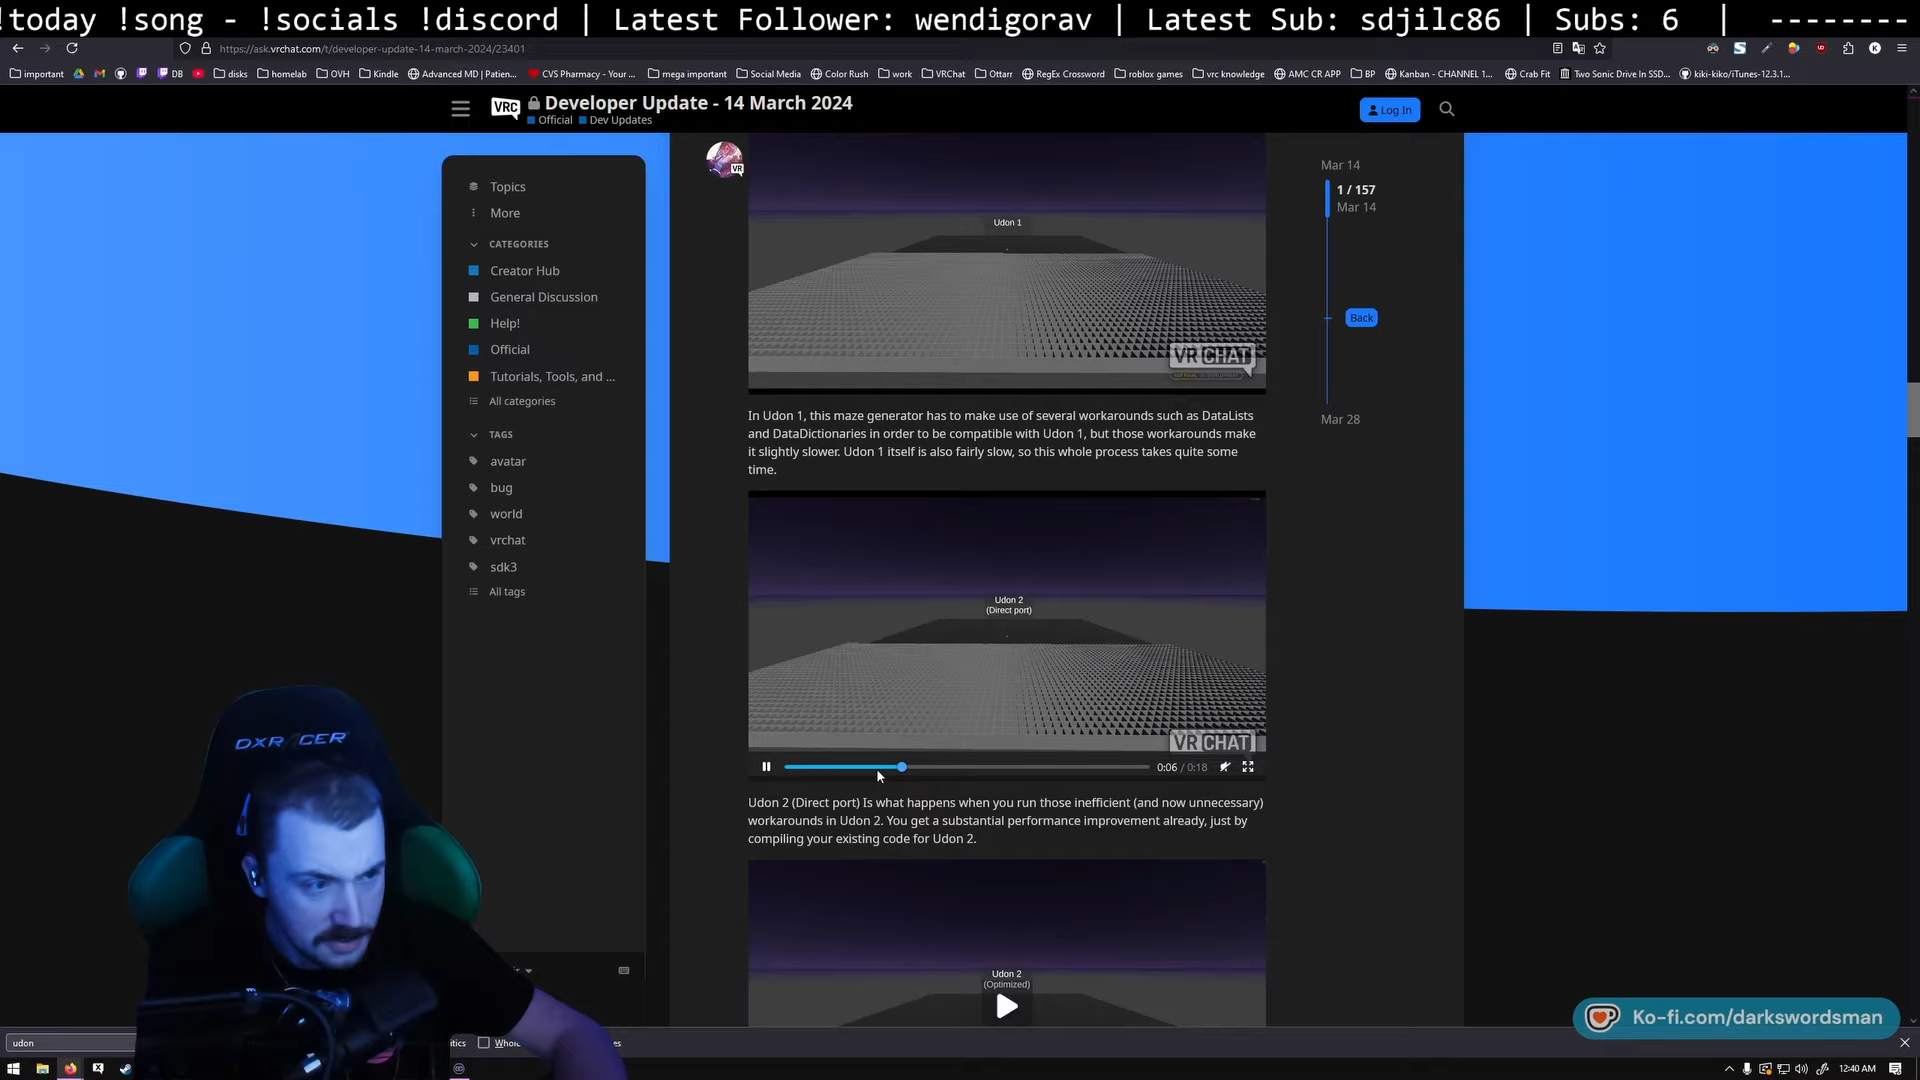 !today !song - !socials !discord | Latest Follower: wendigorav | Latest Sub: sdjilc86 | Subs: 6 | --------
https://ask.vrchat.com/t/developer-update-14-march-2024/23401
important
DB
disks
homelab
OVH
Kindle
Advanced MD | Patien...
CVS Pharmacy - Your ...
mega important
Social Media
Color Rush
work
VRChat
Ottarr
RegEx Crossword
roblox games
vrc knowledge
AMC CR APP
BP
Kanban - CHANNEL 1...
Crab Fit
Two Sonic Drive In SSD...
kiki-kiko/iTunes-12.3.1...
VRC
Developer Update - 14 March 2024
Official
Dev Updates
Log In
Topics
More
CATEGORIES
Creator Hub
General Discussion
Help!
Official
Tutorials, Tools, and ...
All categories
TAGS
avatar
bug
world
vrchat
sdk3
All tags
VR
Udon 1
VRCHAT
Mar 14
1 / 157
Mar 14
Back
Mar 28
In Udon 1, this maze generator has to make use of several workarounds such as DataLists
and DataDictionaries in order to be compatible with Udon 1, but those workarounds make
it slightly slower. Udon 1 itself is also fairly slow, so this whole process takes quite some
time.
Udon 2
(Direct port)
VRCHAT
0:06 / 0:18
Udon 2 (Direct port) Is what happens when you run those inefficient (and now unnecessary)
workarounds in Udon 2. You get a substantial performance improvement already, just by
compiling your existing code for Udon 2.
Udon 2
(Optimized)
DXRACER
Ko-fi.com/darkswordsman
udon
12:40 AM